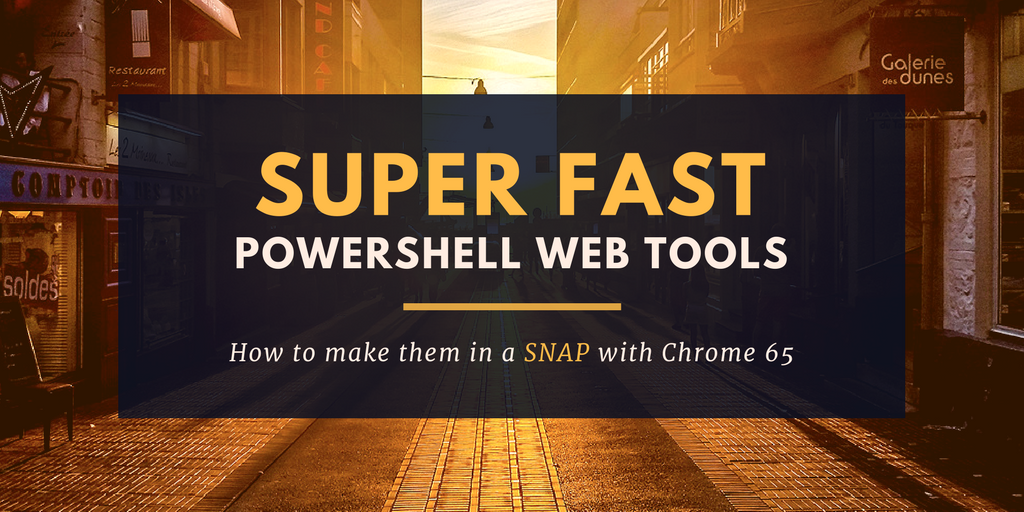 Restaurant
Galerie
des dunes
COMPTOIR DES
soldes
SUPER FAST
POWERSHELL WEB TOOLS
How to make them in a SNAP with Chrome 65